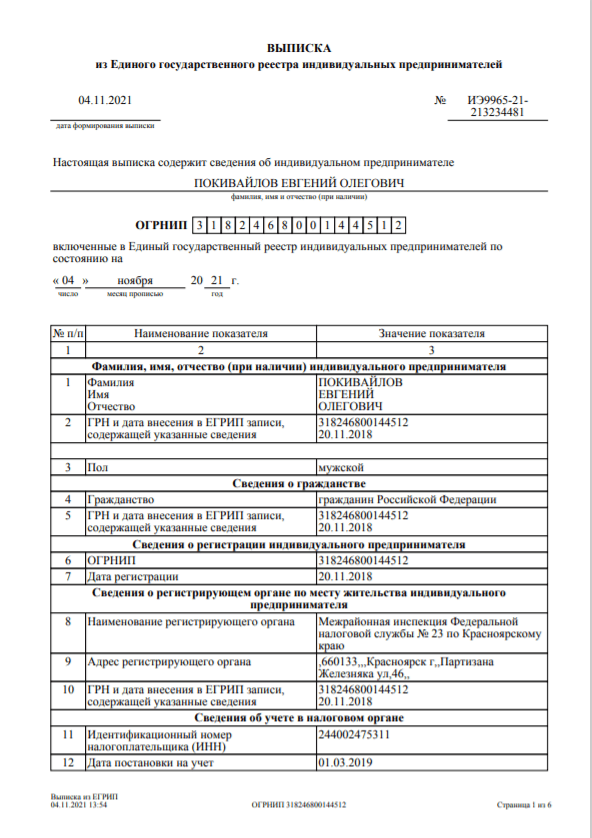 ВЫПИСКА
из Единого государственного реестра индивидуальных предпринимателей
04.11.2021 № ИЭ9965-21-
213234481
дата формирования выписки
Настоящая выписка содержит сведения об индивидуальном предпринимателе
ПОКИВАЙЛОВ ЕВГЕНИЙ ОЛЕГОВИЧ
фамилия, имя и отчество (при наличии)
ОГРНИП 3 1 8 2 4 6 8 0 0 1 4 4 5 1 2
включенные в Единый государственный реестр индивидуальных предпринимателей по
состоянию на
« 04 » ноября 20 21 г.
число месяц прописью год
№ п/п Наименование показателя Значение показателя
1 2 3
Фамилия, имя, отчество (при наличии) индивидуального предпринимателя
1 Фамилия ПОКИВАЙЛОВ
Имя ЕВГЕНИЙ
Отчество ОЛЕГОВИЧ
2 ГРН и дата внесения в ЕГРИП записи, 318246800144512
содержащей указанные сведения 20.11.2018
3 Пол мужской
Сведения о гражданстве
4 Гражданство гражданин Российской Федерации
5 ГРН и дата внесения в ЕГРИП записи, 318246800144512
содержащей указанные сведения 20.11.2018
Сведения о регистрации индивидуального предпринимателя
6 ОГРНИП 318246800144512
7 Дата регистрации 20.11.2018
Сведения о регистрирующем органе по месту жительства индивидуального
предпринимателя
8 Наименование регистрирующего органа Межрайонная инспекция Федеральной
налоговой службы № 23 по Красноярскому
краю
9 Адрес регистрирующего органа ,660133,,,Красноярск г,,Партизана
Железняка ул,46,,
10 ГРН и дата внесения в ЕГРИП записи, 318246800144512
содержащей указанные сведения 20.11.2018
Сведения об учете в налоговом органе
11 Идентификационный номер 244002475311
налогоплательщика (ИНН)
12 Дата постановки на учет 01.03.2019
Выписка из ЕГРИП
04.11.2021 13:54 ОГРНИП 318246800144512 Страница 1 из 6